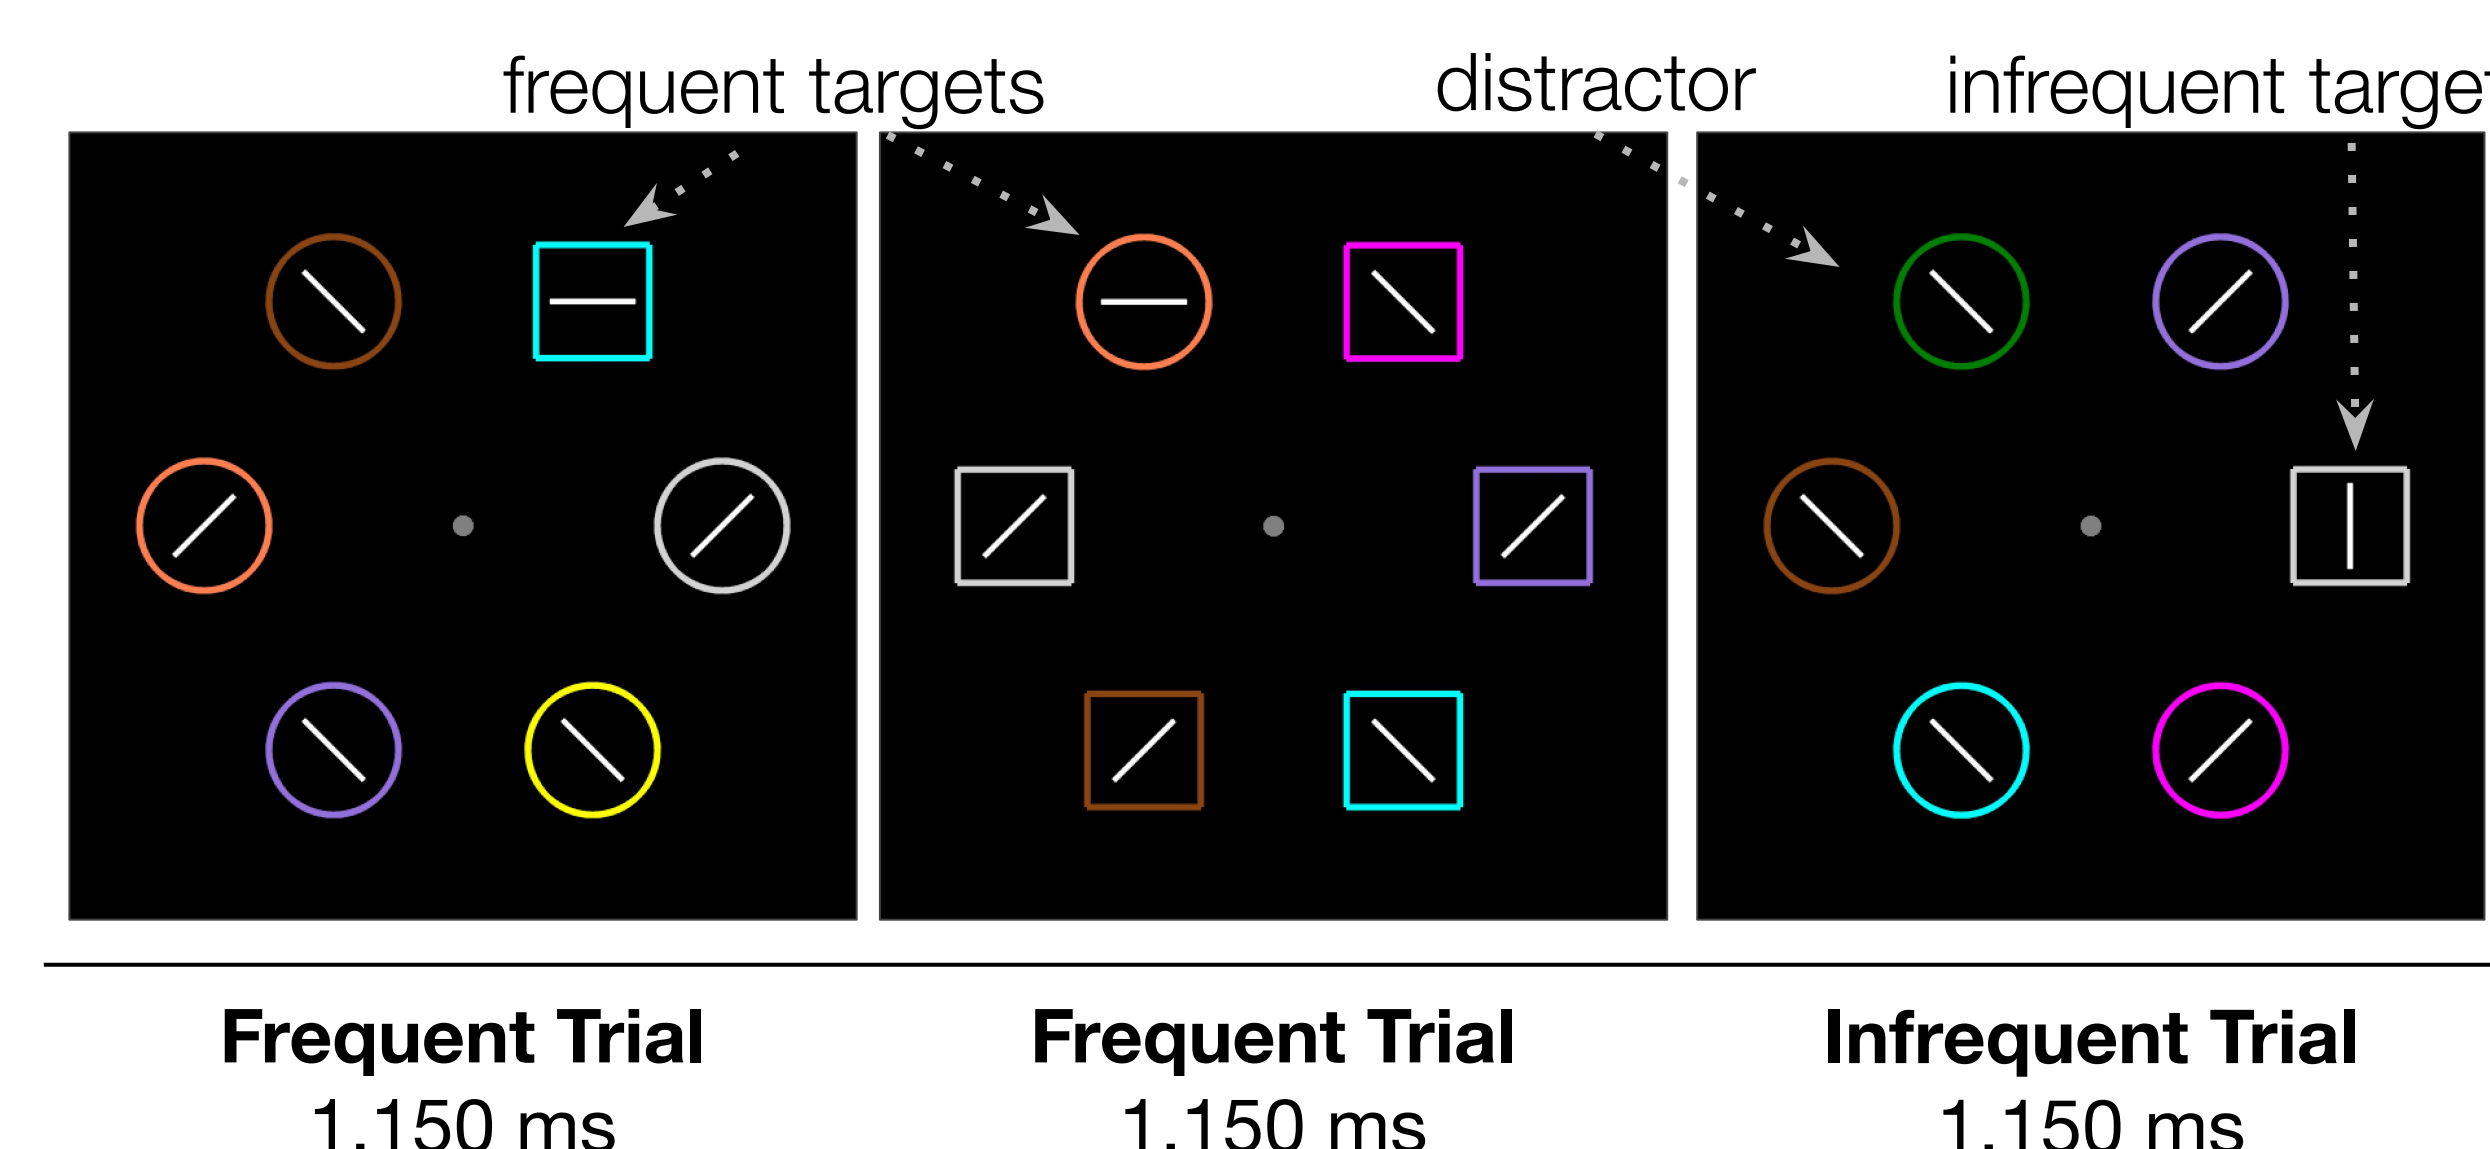 frequent targets distractor infrequent target
Frequent Trial Frequent Trial Infrequent Trial
1.150 ms 1.150 ms 1.150 ms